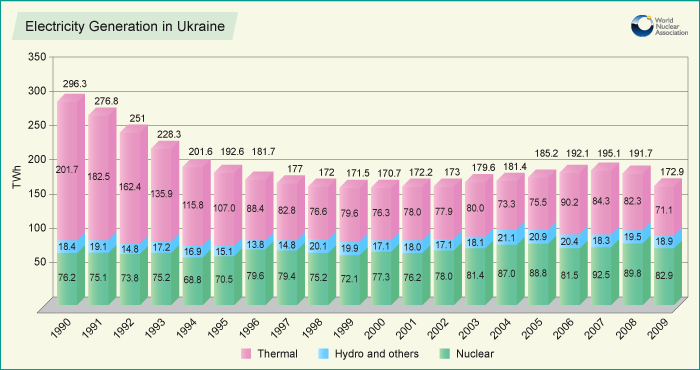 Electricity Generation in Ukraine
World
Nuclear
Association
350
300
250
200
150
100
50
TWh
296.3 276.8 251 228.3 201.6 192.6 181.7 177 172 171.5 170.7 172.2 173 179.6 181.4 185.2 192.1 195.1 191.7 172.9
201.7 182.5 162.4 135.9 115.8 107.0 88.4 82.8 76.6 79.6 76.3 78.0 77.9 80.0 73.3 75.5 90.2 84.3 82.3 71.1
18.4 19.1 14.8 17.2 16.9 15.1 13.8 14.8 20.1 19.9 17.1 18.0 17.1 18.1 21.1 20.9 20.4 18.3 19.5 18.9
76.2 75.1 73.8 75.2 68.8 70.5 79.6 79.4 75.2 72.1 77.3 76.2 78.0 81.4 87.0 88.8 81.5 92.5 89.8 82.9
1990 1991 1992 1993 1994 1995 1996 1997 1998 1999 2000 2001 2002 2003 2004 2005 2006 2007 2008 2009
Thermal Hydro and others Nuclear